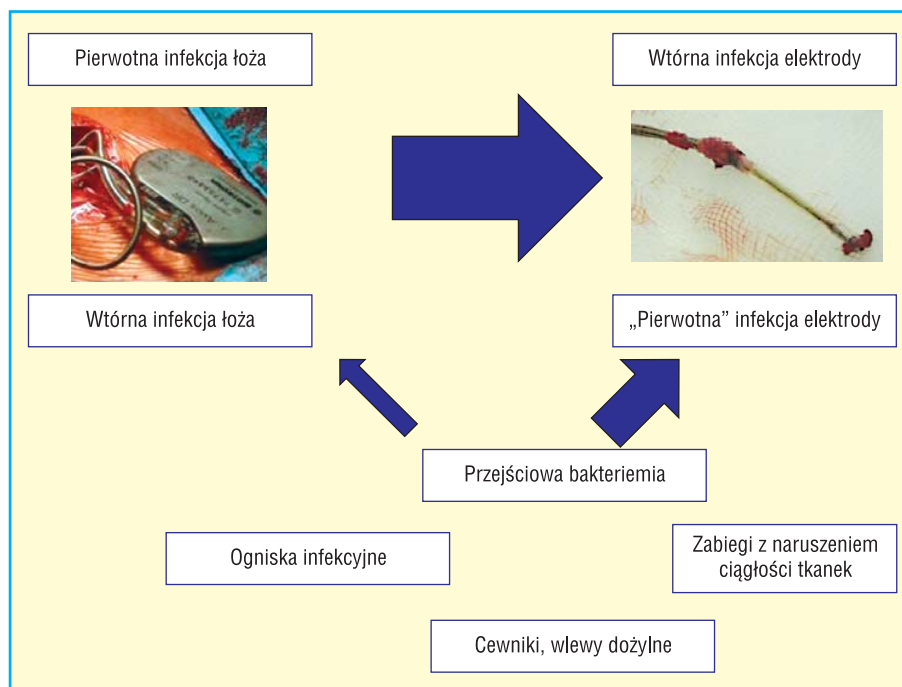 Pierwotna infekcja łoża
Wtórna infekcja elektrody
Wtórna infekcja łoża
„Pierwotna” infekcja elektrody
Przejściowa bakteriemia
Ogniska infekcyjne
Zabiegi z naruszeniem
ciągłości tkanek
Cewniki, wlewy dożylne